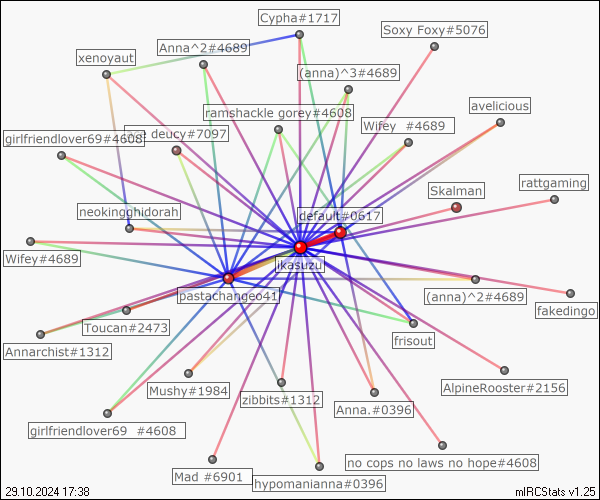 Cypha#1717
Soxy Foxy#5076
Anna^2#4689
xenoyaut
(anna)^3#4689
avelicious
ramshackle gorey#4608
Wifey #4689
girlfriendlover69#4608
deucy#7097
Skalman
rattgaming
neokingghidorah
default#0617
Wifey#4689
ikasuzu
pastachangeo41
(anna)^2#4689
fakedingo
Toucan#2473
frisout
Annarchist#1312
Mushy#1984
AlpineRooster#2156
zibbits#1312
Anna.#0396
girlfriendlover69 #4608
no cops no laws no hope#4608
Mad #6901
hypomanianna#0396
29.10.2024 17:38
mIRCStats v1.25